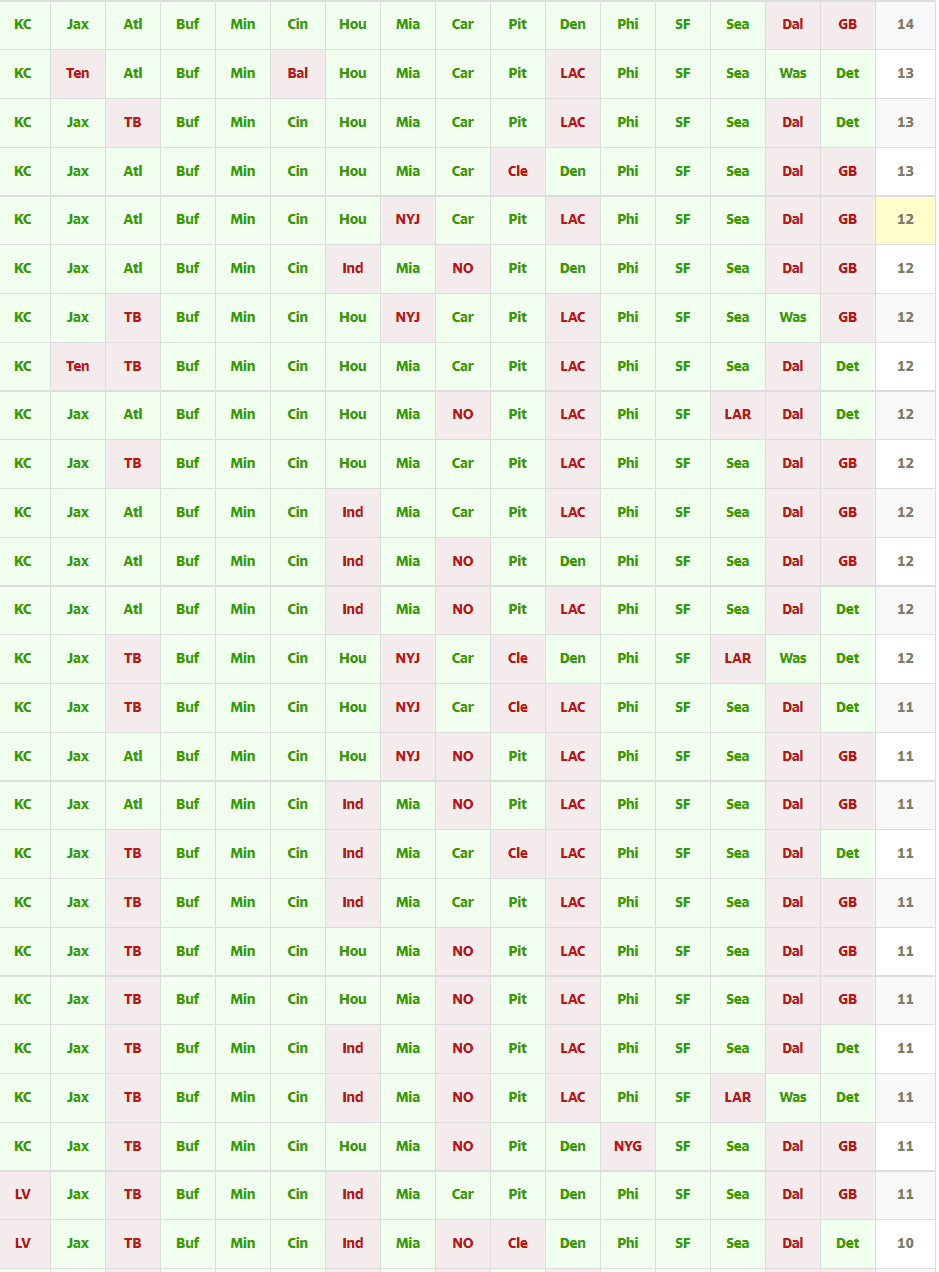 KC Jax Atl Buf Min Cin Hou Mia Car Pit Den Phi SF Sea Dal GB 14
KC Ten Atl Buf Min Bal Hou Mia Car Pit LAC Phi SF Sea Was Det 13
KC Jax TB Buf Min Cin Hou Mia Car Pit LAC Phi SF Sea Dal Det 13
KC Jax Atl Buf Min Cin Hou Mia Car Cle Den Phi SF Sea Dal GB 13
KC Jax Atl Buf Min Cin Hou NYJ Car Pit LAC Phi SF Sea Dal GB 12
KC Jax Atl Buf Min Cin Ind Mia NO Pit Den Phi SF Sea Dal GB 12
KC Jax TB Buf Min Cin Hou NYJ Car Pit LAC Phi SF Sea Was GB 12
KC Ten TB Buf Min Cin Hou Mia Car Pit LAC Phi SF Sea Dal Det 12
KC Jax Atl Buf Min Cin Hou Mia NO Pit LAC Phi SF LAR Dal Det 12
KC Jax TB Buf Min Cin Hou Mia Car Pit LAC Phi SF Sea Dal GB 12
KC Jax Atl Buf Min Cin Ind Mia Car Pit LAC Phi SF Sea Dal GB 12
KC Jax Atl Buf Min Cin Ind Mia NO Pit Den Phi SF Sea Dal GB 12
KC Jax Atl Buf Min Cin Ind Mia NO Pit LAC Phi SF Sea Dal Det 12
KC Jax TB Buf Min Cin Hou NYJ Car Cle Den Phi SF LAR Was Det 12
KC Jax TB Buf Min Cin Hou NYJ Car Cle LAC Phi SF Sea Dal Det 11
KC Jax Atl Buf Min Cin Hou NYJ NO Pit LAC Phi SF Sea Dal GB 11
KC Jax Atl Buf Min Cin Ind Mia NO Pit LAC Phi SF Sea Dal GB 11
KC Jax TB Buf Min Cin Ind Mia Car Cle LAC Phi SF Sea Dal Det 11
KC Jax TB Buf Min Cin Ind Mia Car Pit LAC Phi SF Sea Dal GB 11
KC Jax TB Buf Min Cin Hou Mia NO Pit LAC Phi SF Sea Dal GB 11
KC Jax TB Buf Min Cin Hou Mia NO Pit LAC Phi SF Sea Dal GB 11
KC Jax TB Buf Min Cin Ind Mia NO Pit LAC Phi SF Sea Dal Det 11
KC Jax TB Buf Min Cin Ind Mia NO Pit LAC Phi SF LAR Was Det 11
KC Jax TB Buf Min Cin Hou Mia NO Pit Den NYG SF Sea Dal GB 11
LV Jax TB Buf Min Cin Ind Mia Car Pit Den Phi SF Sea Dal GB 11
LV Jax TB Buf Min Cin Ind Mia NO Cle Den Phi SF Sea Dal Det 10